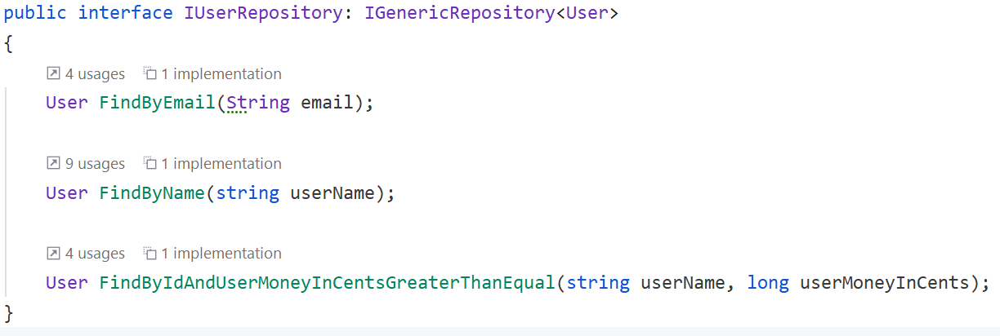 public interface IUserRepository: IGenericRepository<User>
{
4 usages 1 implementation
User FindByEmail(String email);
9 usages 1 implementation
User FindByName(string userName);
4 usages 1 implementation
User FindByIdAndUserMoneyInCentsGreaterThanEqual(string userName, long userMoneyInCents);
}